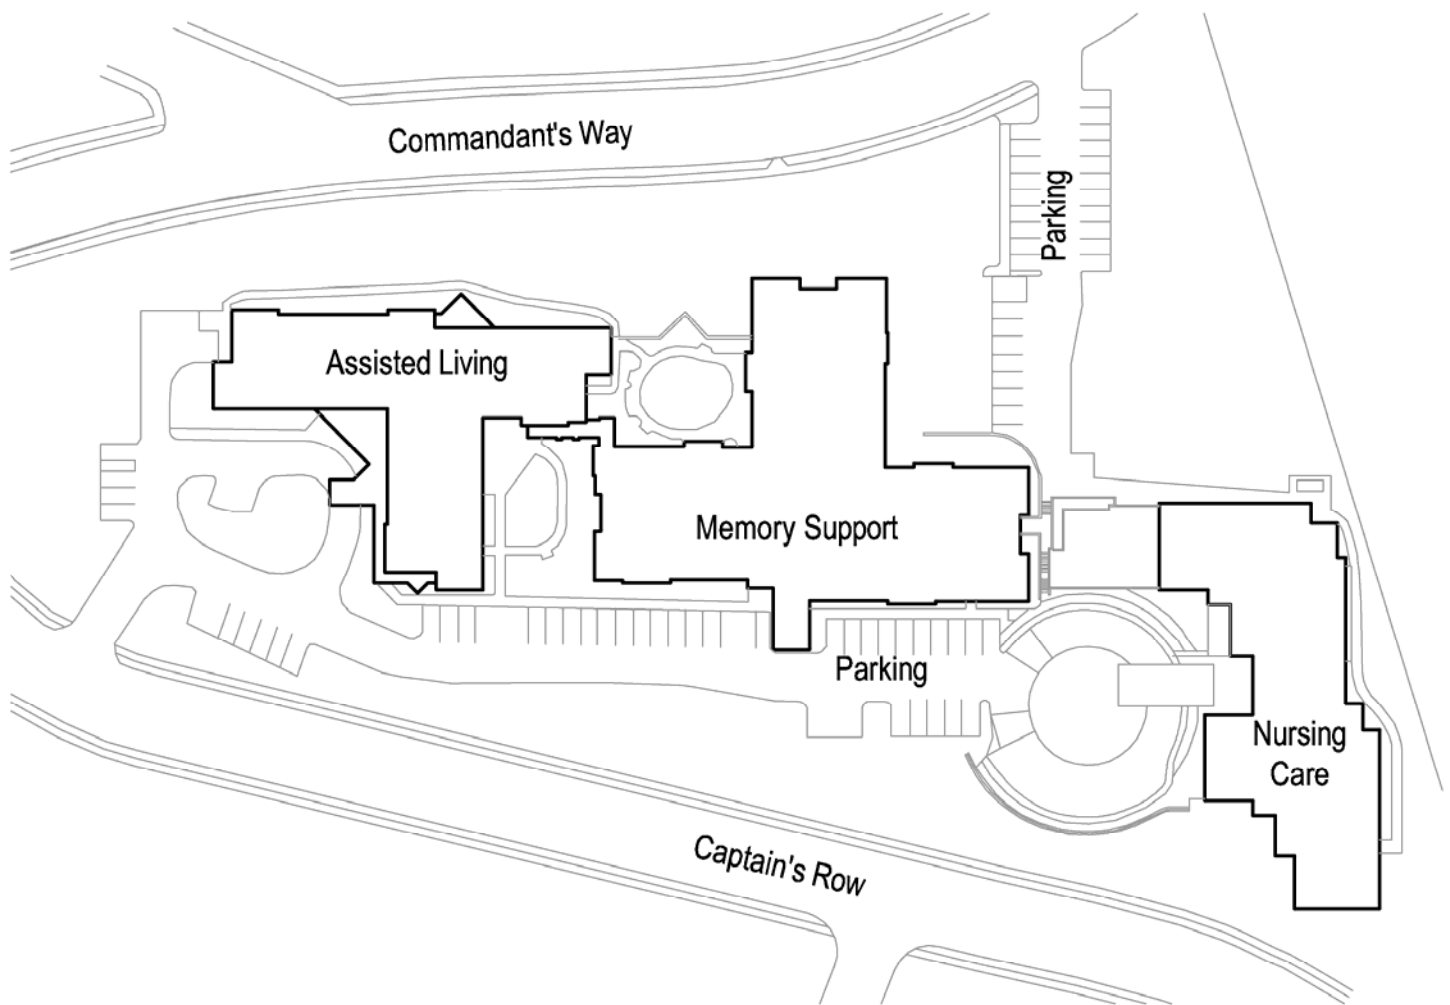 Commandant's Way
Parking
Assisted Living
Memory Support
Parking
Nursing
Care
Captain's Row